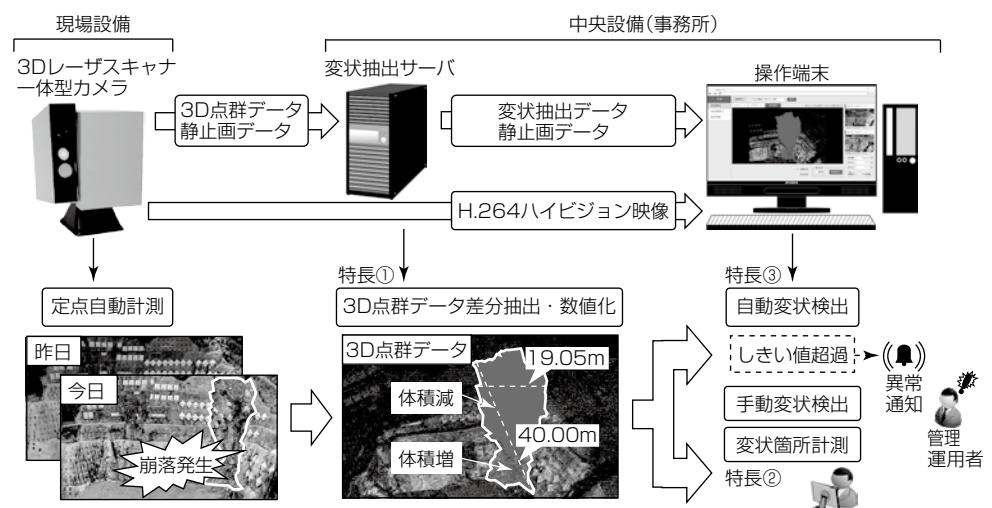 現場設備
中央設備(事務所)
3Dレーザスキャナ
一体型カメラ
変状抽出サーバ
操作端末
3D点群データ
静止画データ
変状抽出データ
静止画データ
H.264ハイビジョン映像
特長①
特長③
定点自動計測
3D点群データ差分抽出・数値化
自動変状検出
昨日
今日
崩落発生
3D点群データ
19.05m
体積減
40.00m
体積増
しきい値超過
異常
通知
手動変状検出
変状箇所計測
管理
運用者
特長②